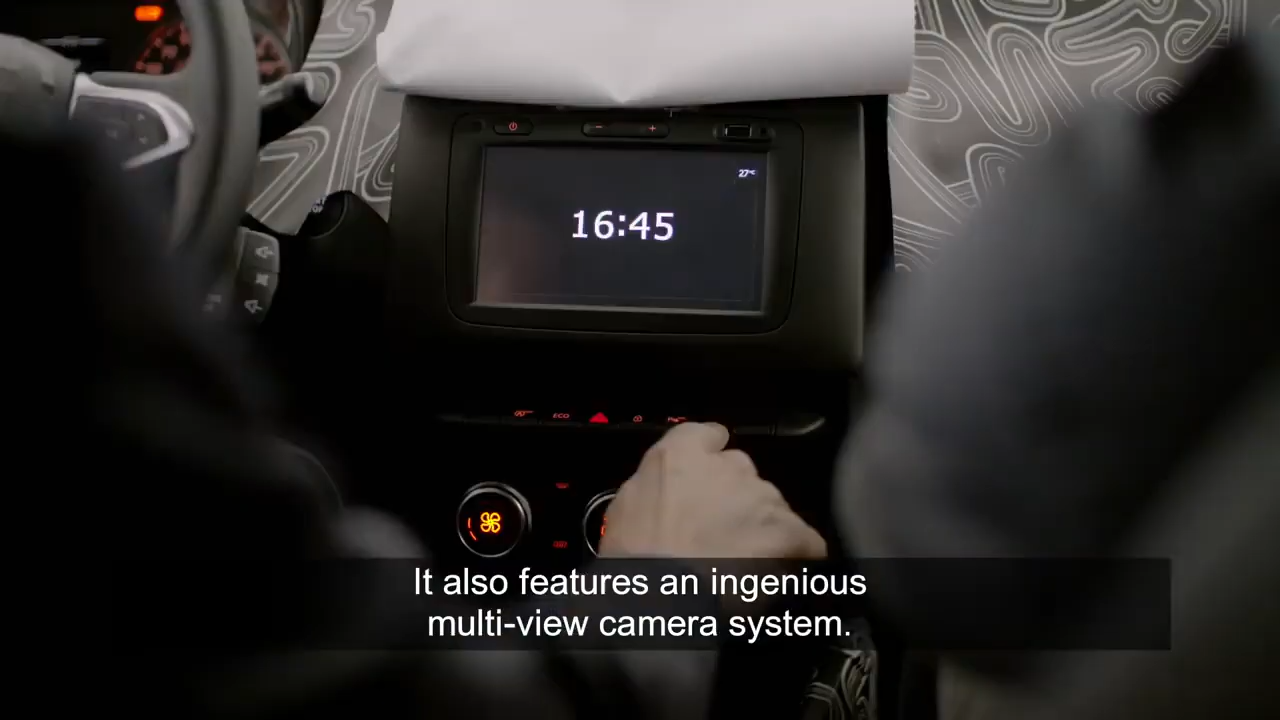 27°C
16:45
ECO
It also features an ingenious
multi-view camera system.